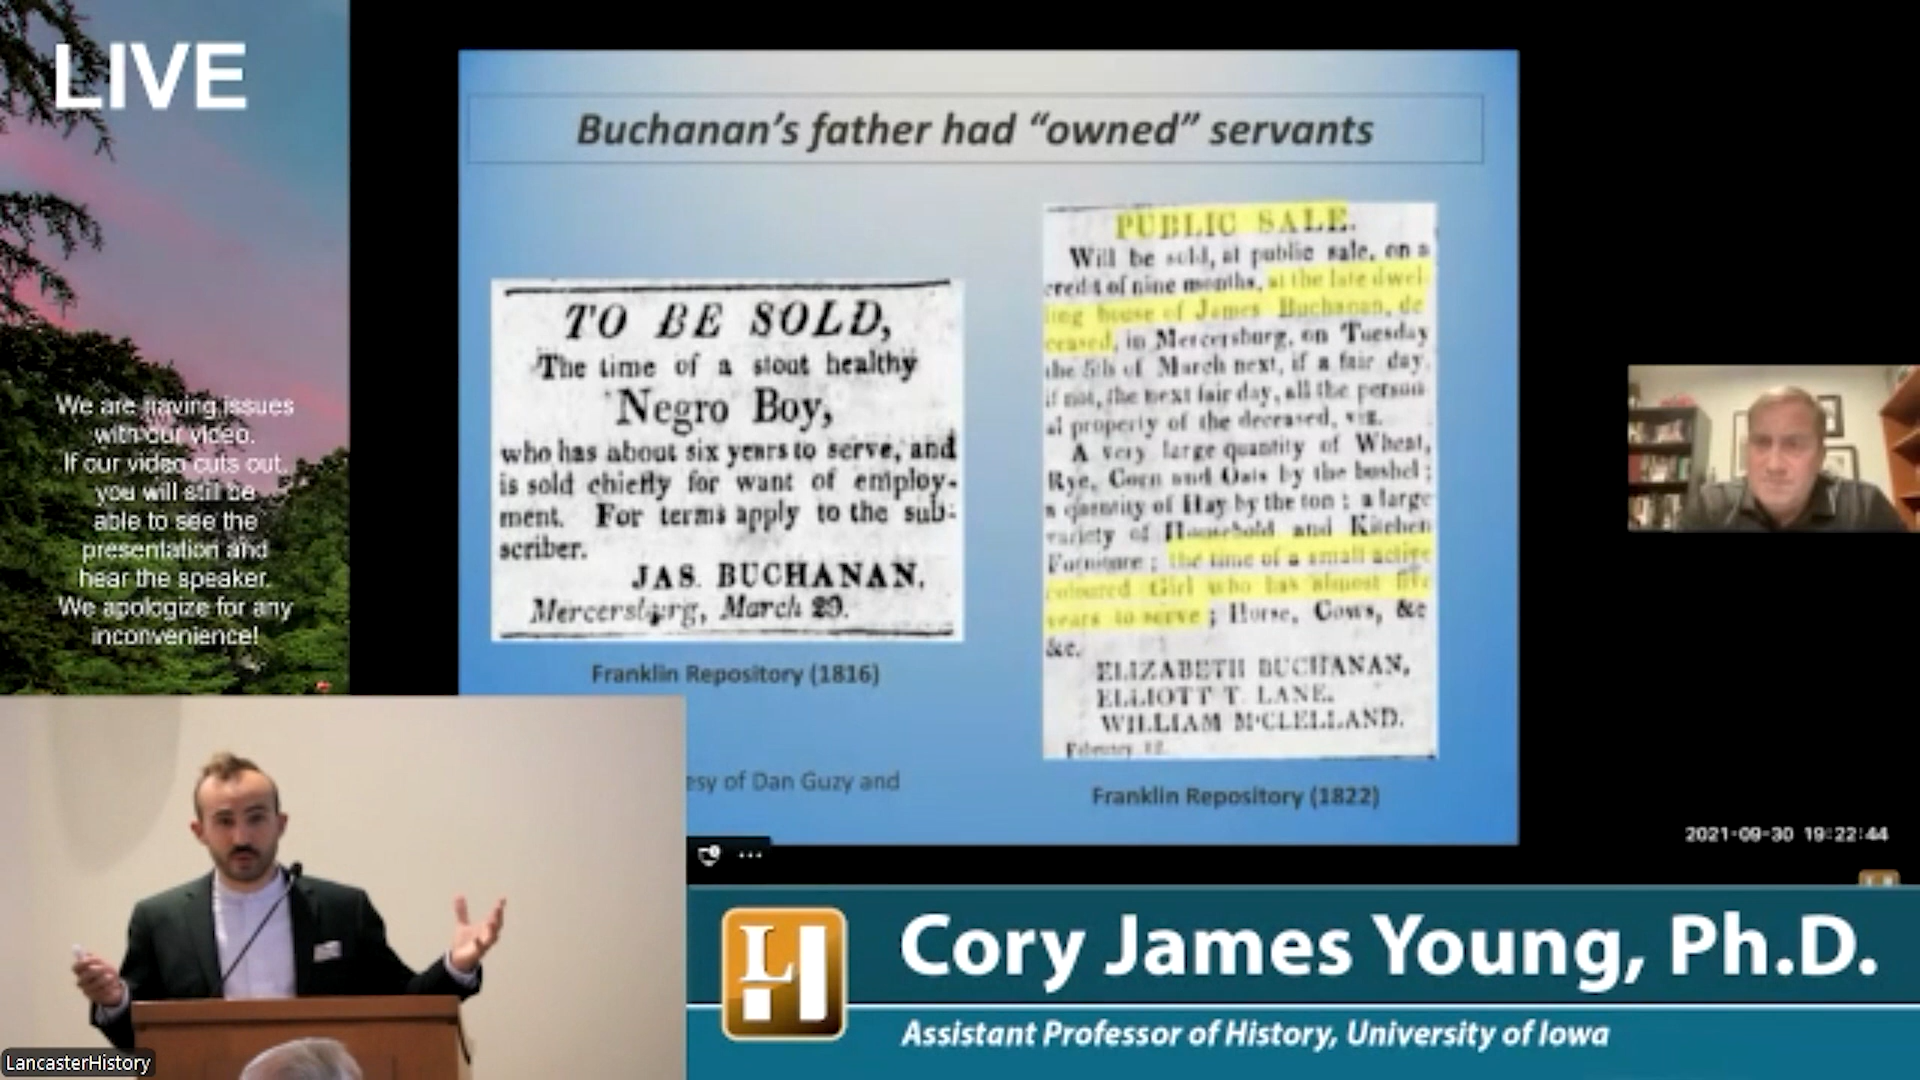 LIVE
We are having issues
with our video.
If our video cuts out,
you will still be
able to see the
presentation and
hear the speaker.
We apologize for any
inconvenience!
Buchanan's father had “owned” servants
TO BE SOLD,
The time of a stout healthy
Negro Boy,
who has about six years to serve, and
is sold chiefly for want of employ-
ment. For terms apply to the sub-
scriber.
JAS. BUCHANAN.
Mercersburg, March 29.
Franklin Repository (1816)
esy of Dan Guzy and
PUBLIC SALE.
Will be sold, at public sale, on a
credit of nine months, at the late dwel-
ling house of James Buchanan, de
ceased, in Mercersburg, on Tuesday
the 5th of March next, if a fair day,
if not, the next fair day, all the person
al property of the deceased, viz.
A very large quantity of Wheat,
Rye, Corn and Oats by the bushel;
a quantity of Hay by the ton; a large
variety of Household and Kitchen
Furniture; the time of a small active
coloured Girl who has almost five
years to serve; Horse, Cows, &c
&c.
ELIZABETH BUCHANAN,
ELLIOTT T. LANE.
WILLIAM M'CLELLAND.
February 12.
Franklin Repository (1822)
2021-09-30 19:22:44
LH
Cory James Young, Ph.D.
Assistant Professor of History, University of Iowa
LancasterHistory